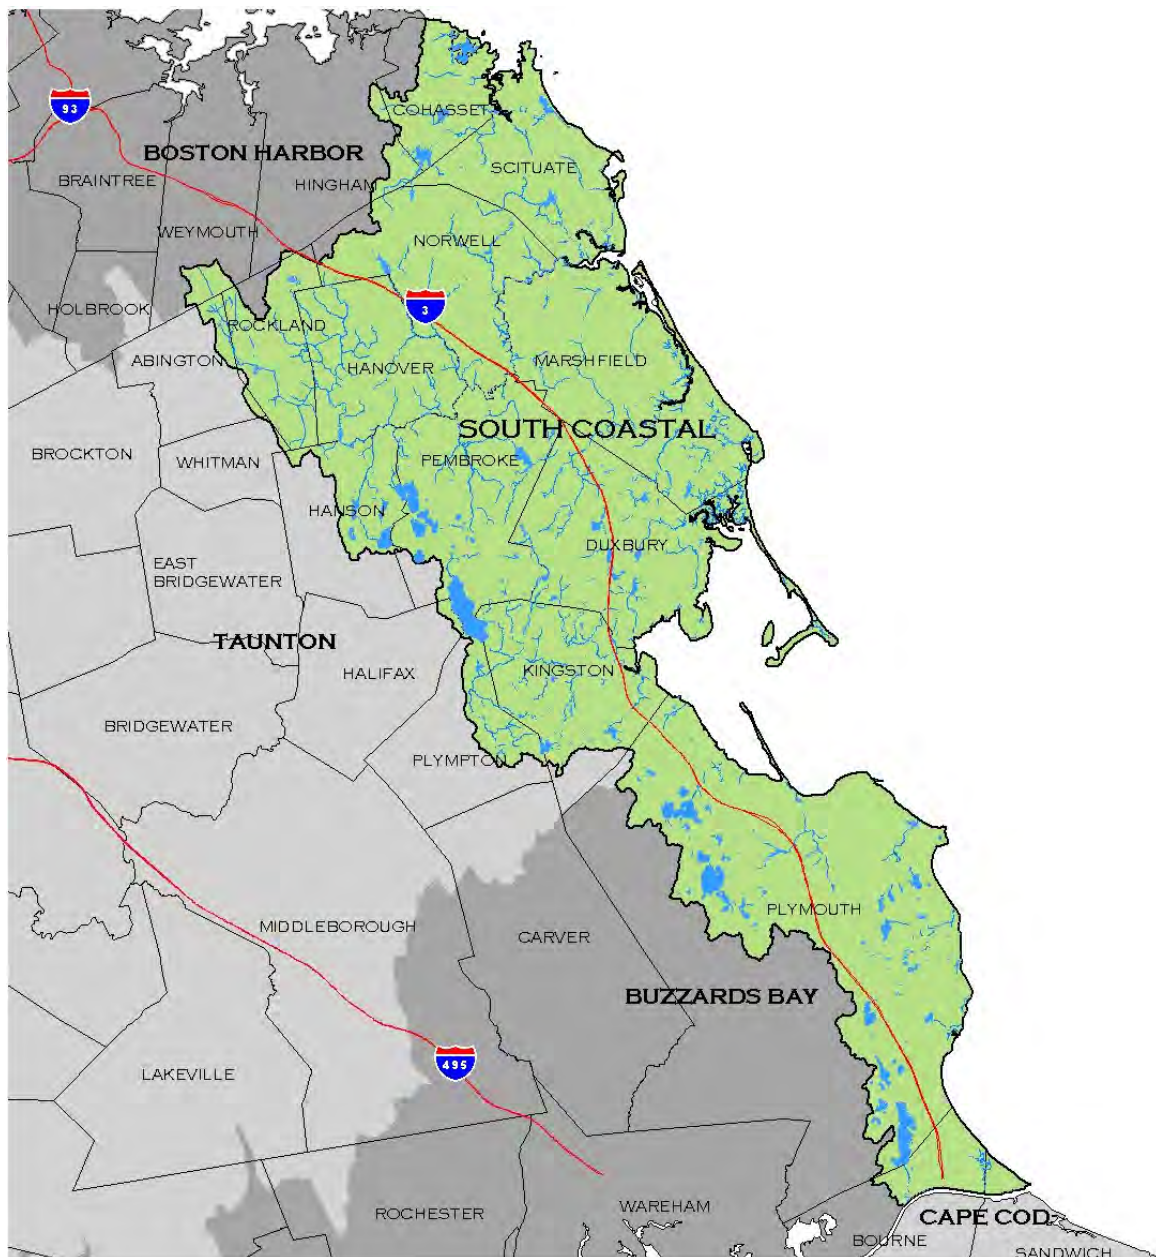 93
COHASSET
BOSTON HARBOR
SCITUATE
BRAINTREE
HINGHAM
WEYMOUTH
NORWELL
HOLBROOK
3
ROCKLAND
ABINGTON
HANOVER
MARSHFIELD
SOUTH COASTAL
BROCKTON
WHITMAN
PEMBROKE
HANSON
DUXBURY
EAST
BRIDGEWATER
TAUNTON
HALIFAX
KINGSTON
BRIDGEWATER
PLYMPTON
PLYMOUTH
MIDDLEBOROUGH
CARVER
BUZZARDS BAY
495
LAKEVILLE
ROCHESTER
WAREHAM
CAPE COD
BOURNE
SANDWICH